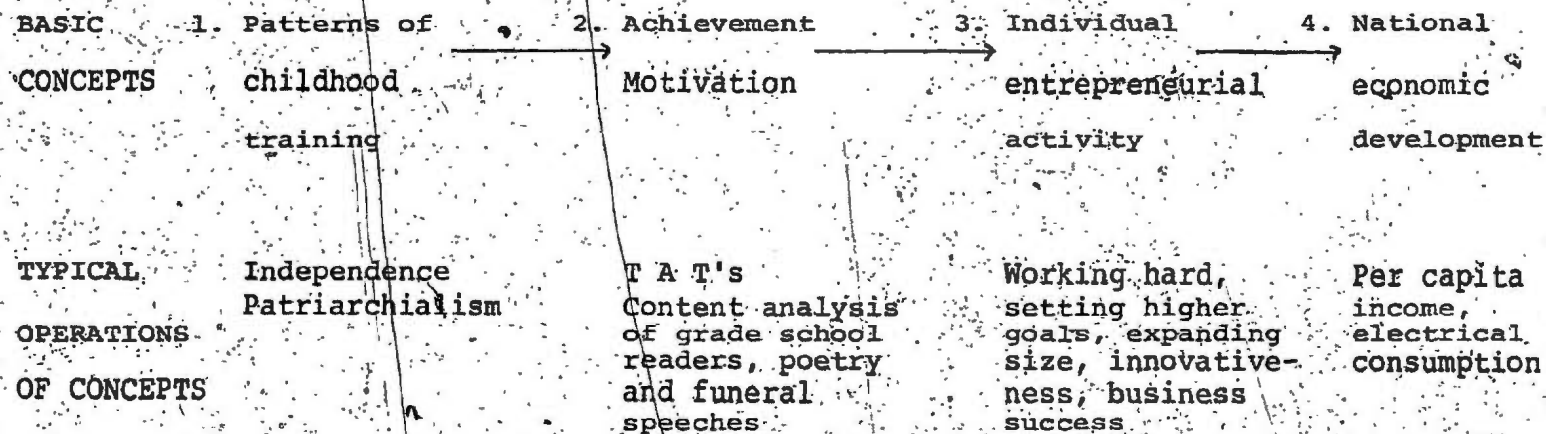 BASIC 1. Patterns of 2. Achievement 3. Individual 4. National
CONCEPTS childhood Motivation entrepreneurial economic
training activity development
TYPICAL Independence T A T's Working hard, Per capita
Patriarchialism Content analysis setting higher income,
OPERATIONS of grade school goals, expanding electrical
readers, poetry size, innovative- consumption
OF CONCEPTS and funeral ness, business
speeches success